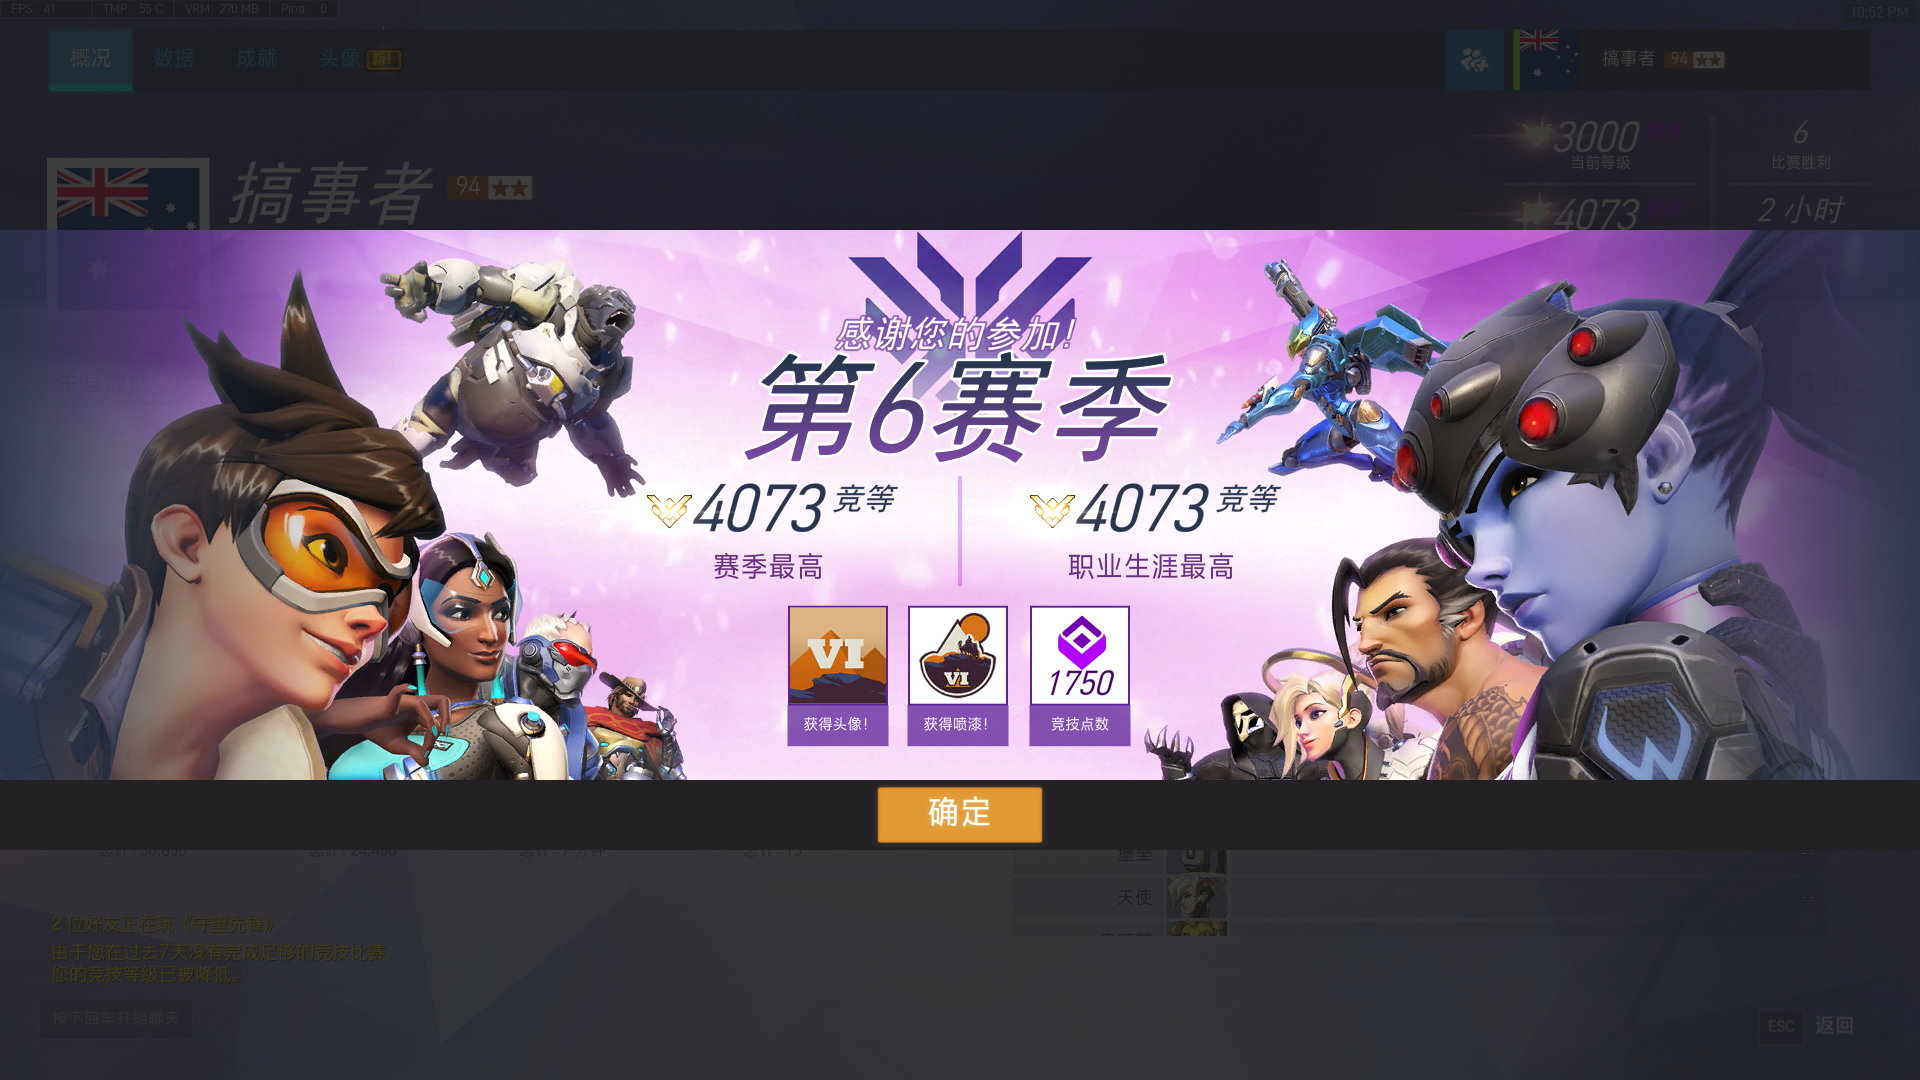 FPS: 41 TMP: 55 C VRM: 270 MB Ping: 0
10:52 PM
概况 数据 成就 头像 新!
搞事者 94
搞事者 94
3000
当前等级
6
比赛胜利
4073
2 小时
感谢您的参加!
第6赛季
4073 竞等
赛季最高
4073 竞等
职业生涯最高
VI
获得头像!
VI
获得喷漆!
1750
竞技点数
确定
堡垒 --
天使 --
2 位好友正在玩《守望先锋》
由于您在过去7天没有完成足够的竞技比赛,
您的竞技等级已被降低。
按下回车开始聊天
ESC 返回